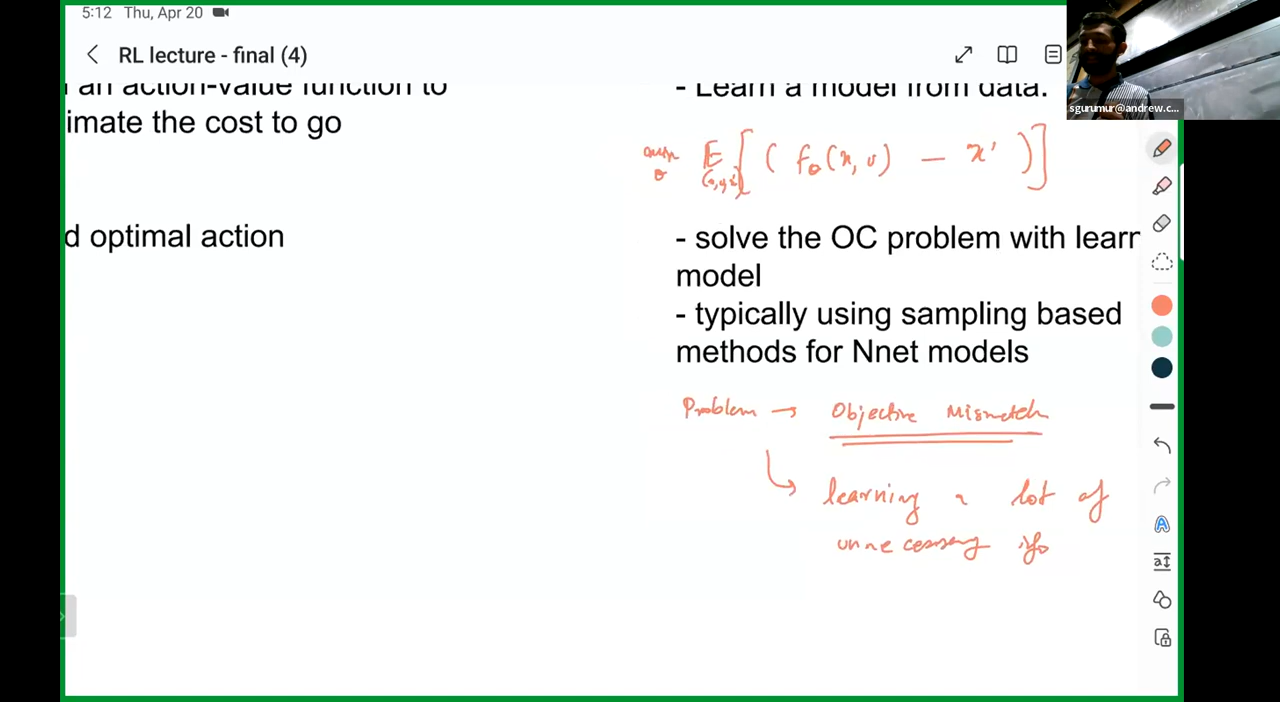 5:12 Thu, Apr 20
RL lecture - final (4)
an action-value function to
imate the cost to go
d optimal action
- Learn a model from data.
θ E [ ( fθ(x, u) - x' ) ]
- solve the OC problem with learn
model
- typically using sampling based
methods for Nnet models
Problem → Objective Mismatch
↳ learning a lot of
unnecessary info
sgurumur@andrew.c...